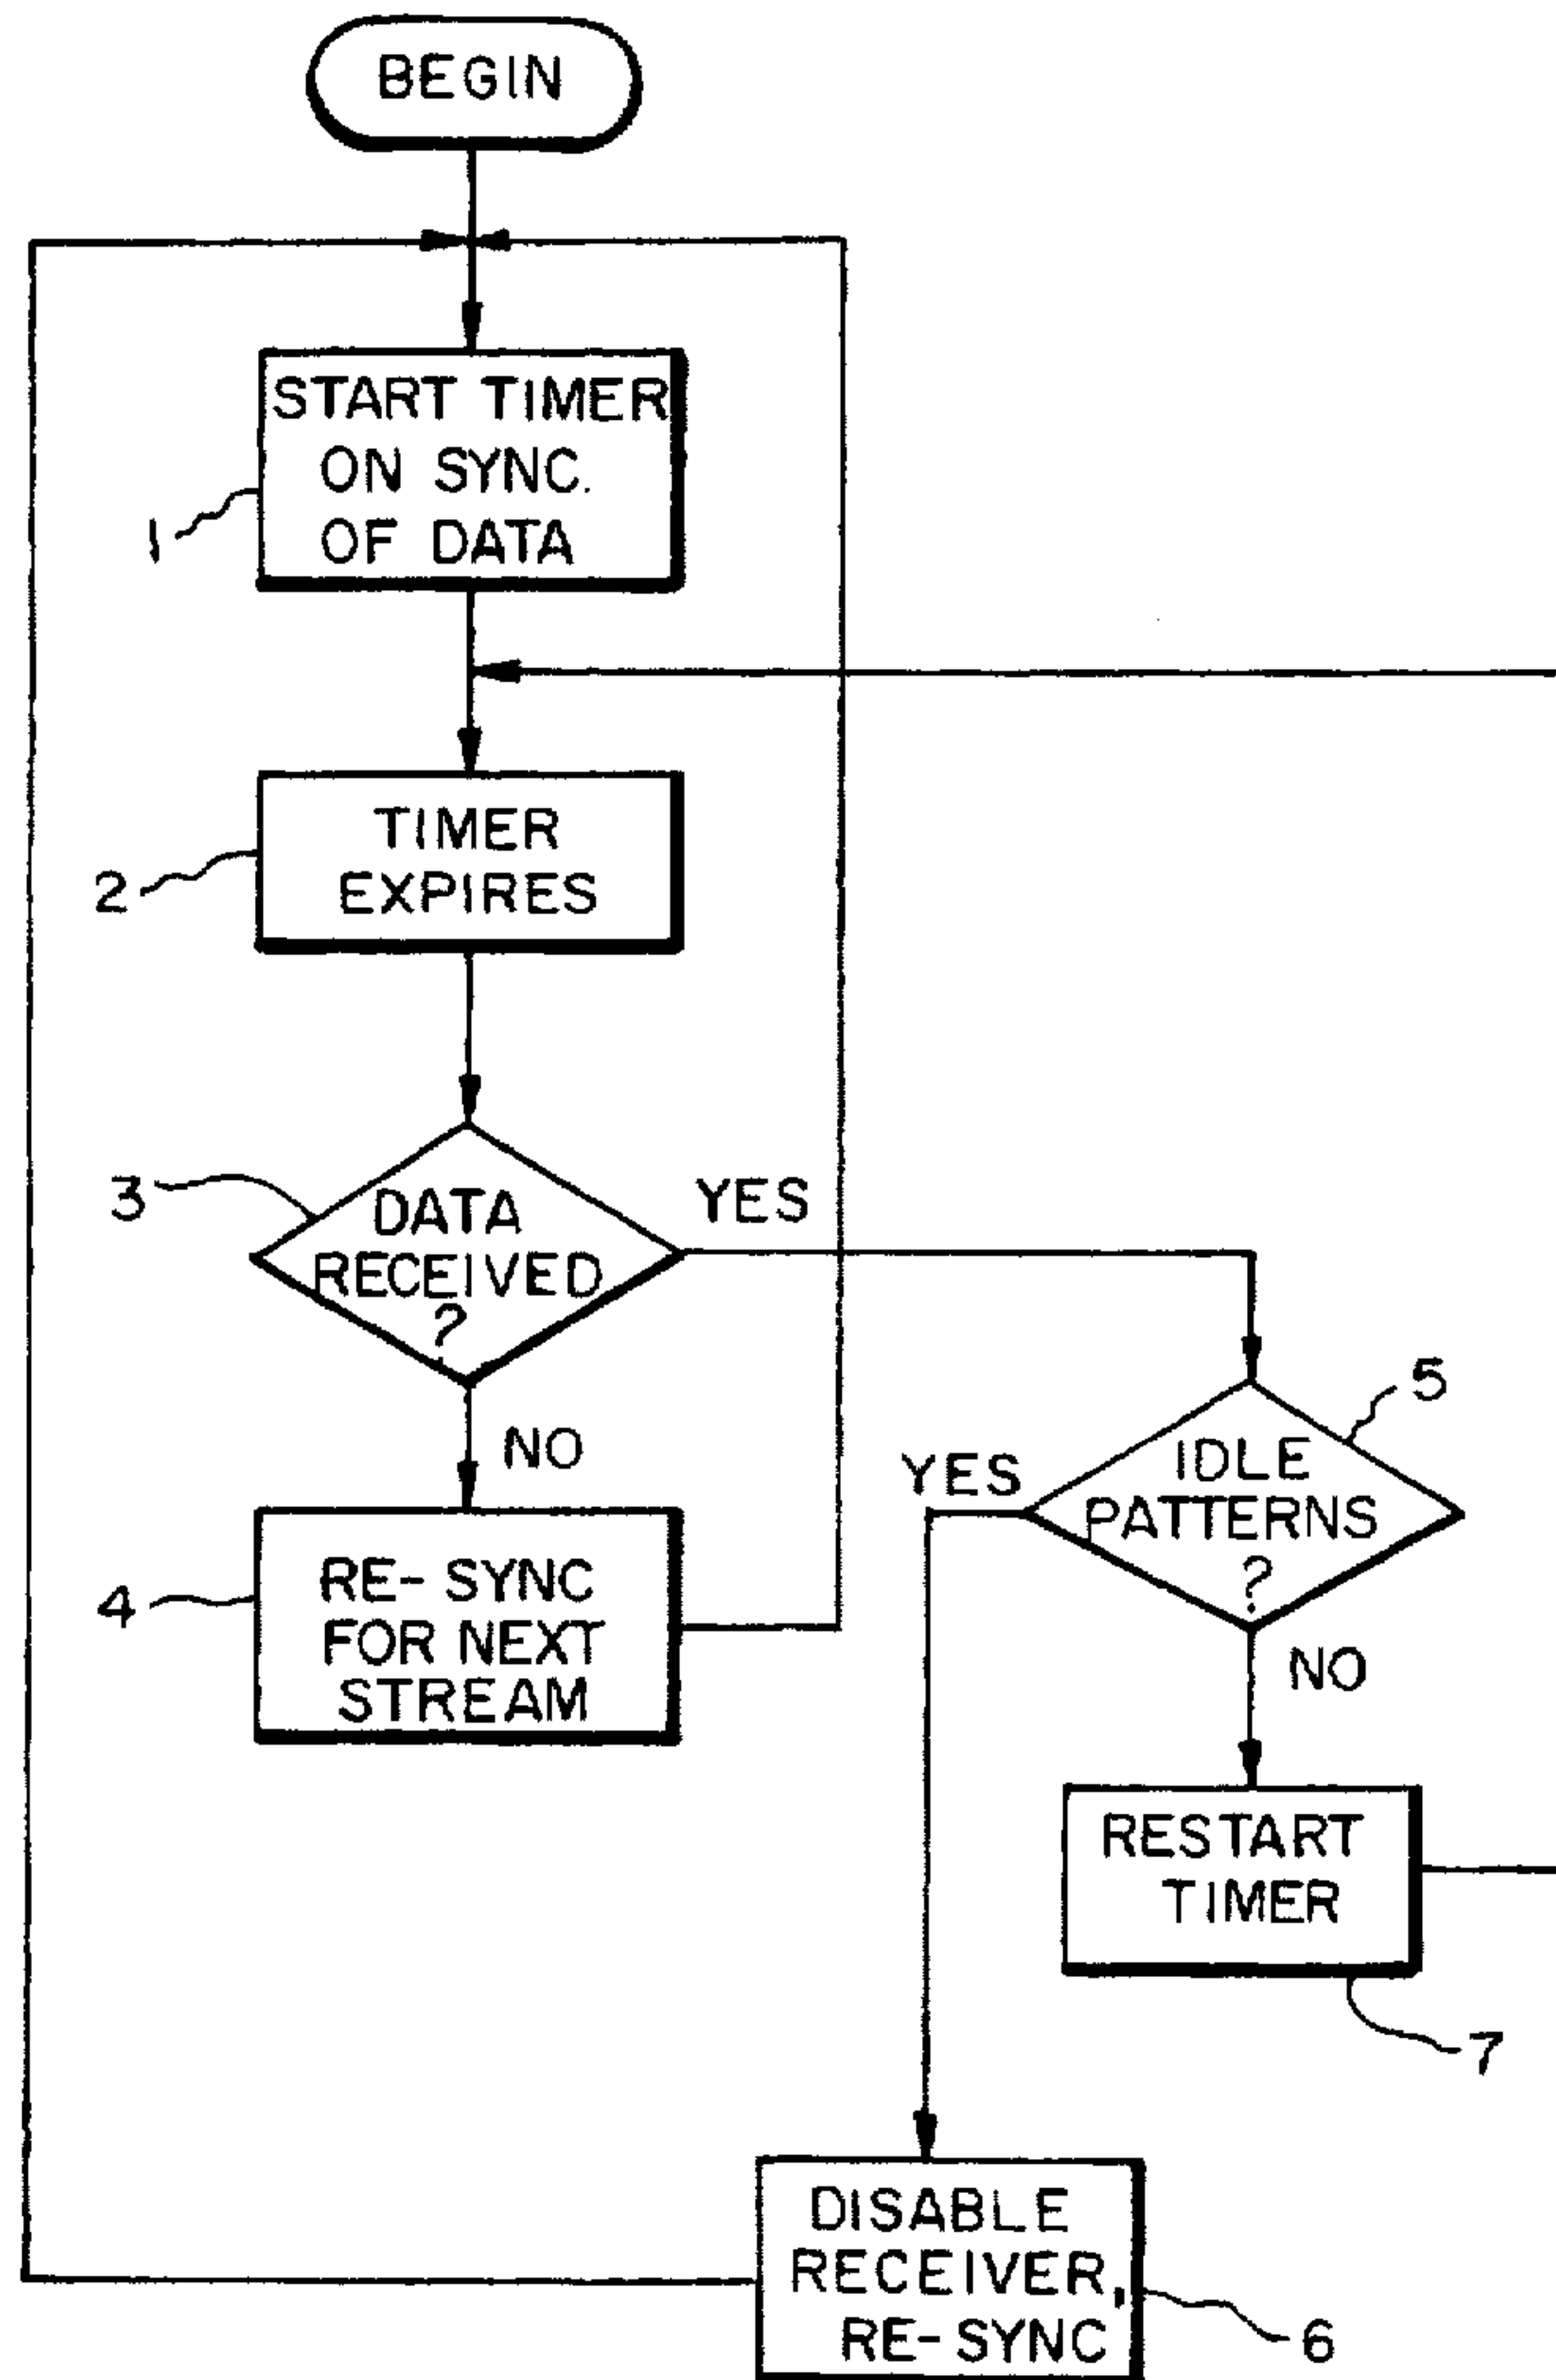 BEGIN
START TIMER
ON SYNC.
OF DATA
1
TIMER
EXPIRES
2
3
DATA
RECEIVED
?
YES
NO
5
IDLE
PATTERNS
?
YES
NO
4
RE-SYNC
FOR NEXT
STREAM
RESTART
TIMER
7
DISABLE
RECEIVER,
RE-SYNC
6